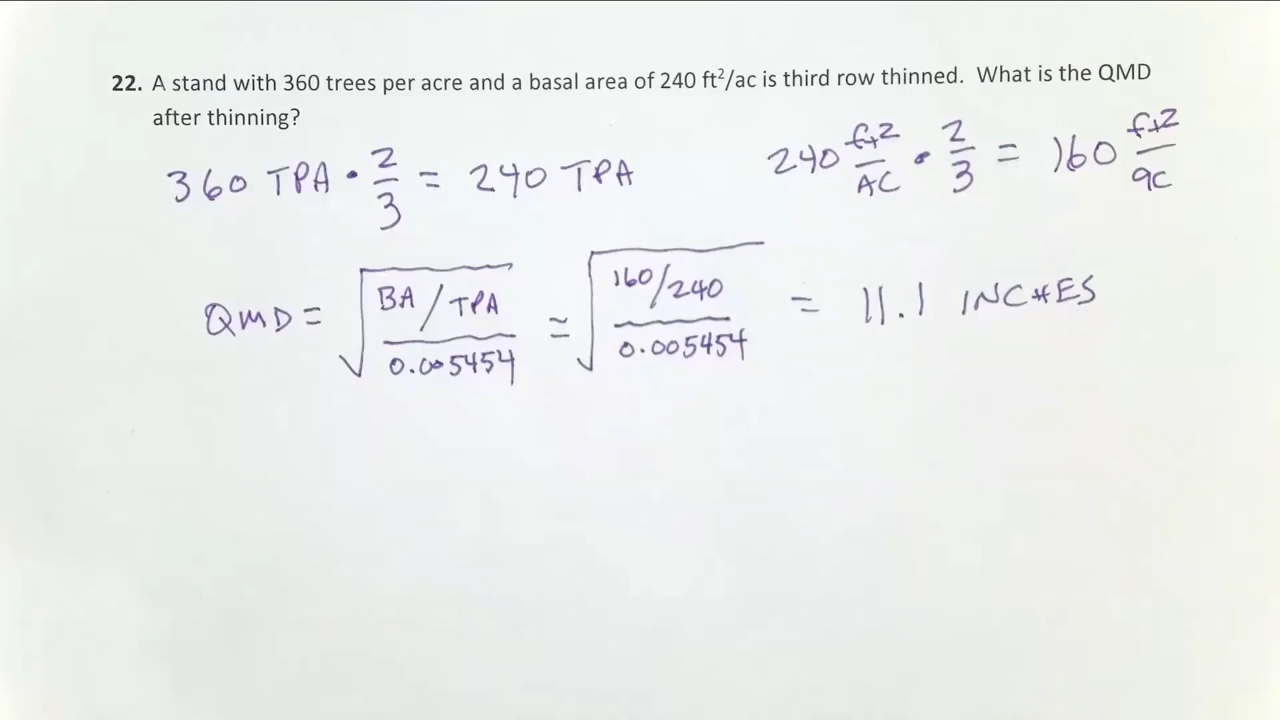 22. A stand with 360 trees per acre and a basal area of 240 ft²/ac is third row thinned. What is the QMD
after thinning?
360 TPA · 2/3 = 240 TPA
240 ft²/AC · 2/3 = 160 ft²/ac
QMD = √((BA/TPA)/0.005454) = √((160/240)/0.005454) = 11.1 INCHES